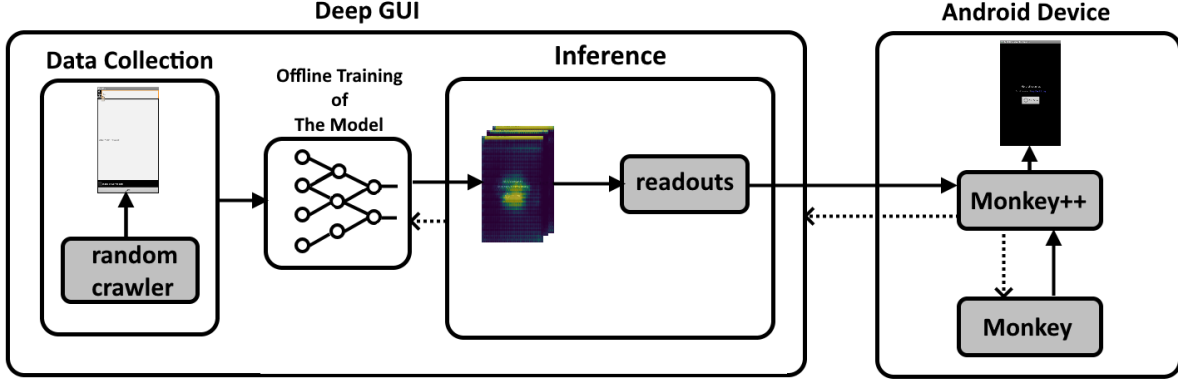 Deep GUI
Android Device
Data Collection
Offline Training
of
The Model
Inference
readouts
Monkey++
random
crawler
Monkey